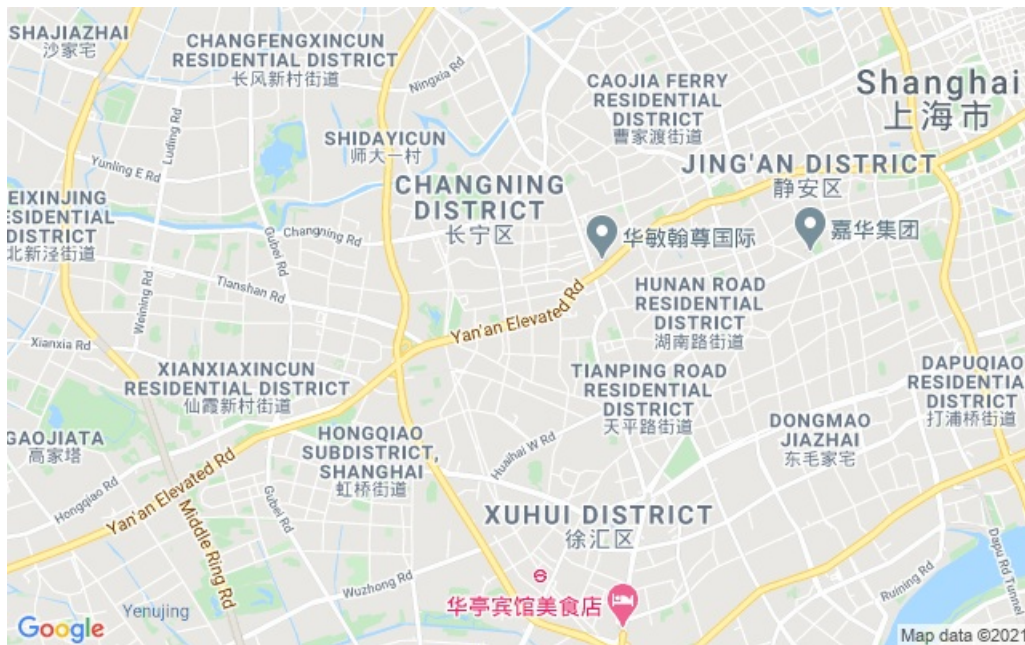 SHAJIAZHAI
沙家宅
CHANGFENGXINCUN
RESIDENTIAL DISTRICT
长风新村街道
Ningxia Rd
CAOJIA FERRY
RESIDENTIAL
DISTRICT
曹家渡街道
Shanghai
上海市
Luding Rd
SHIDAYICUN
师大一村
Yunling E Rd
JING'AN DISTRICT
静安区
CHANGNING
DISTRICT
长宁区
EIXINJING
ESIDENTIAL
DISTRICT
北新泾街道
Changning Rd
Gubei Rd
华敏翰尊国际
嘉华集团
Weining Rd
Tianshan Rd
HUNAN ROAD
RESIDENTIAL
DISTRICT
湖南路街道
Yan'an Elevated Rd
Xianxia Rd
XIANXIAXINCUN
RESIDENTIAL DISTRICT
仙霞新村街道
TIANPING ROAD
RESIDENTIAL
DISTRICT
天平路街道
DAPUQIAO
RESIDENTIA
DISTRICT
打浦桥街道
DONGMAO
JIAZHAI
东毛家宅
GAOJIATA
高家塔
HONGQIAO
SUBDISTRICT,
SHANGHAI
虹桥街道
Huaihai W Rd
Hongqiao Rd
Yan'an Elevated Rd
Gubei Rd
Middle Ring Rd
XUHUI DISTRICT
徐汇区
Dapu Rd Tunnel
Wuzhong Rd
Ruining Rd
Yenujing
华亭宾馆美食店
Google
Map data ©2021